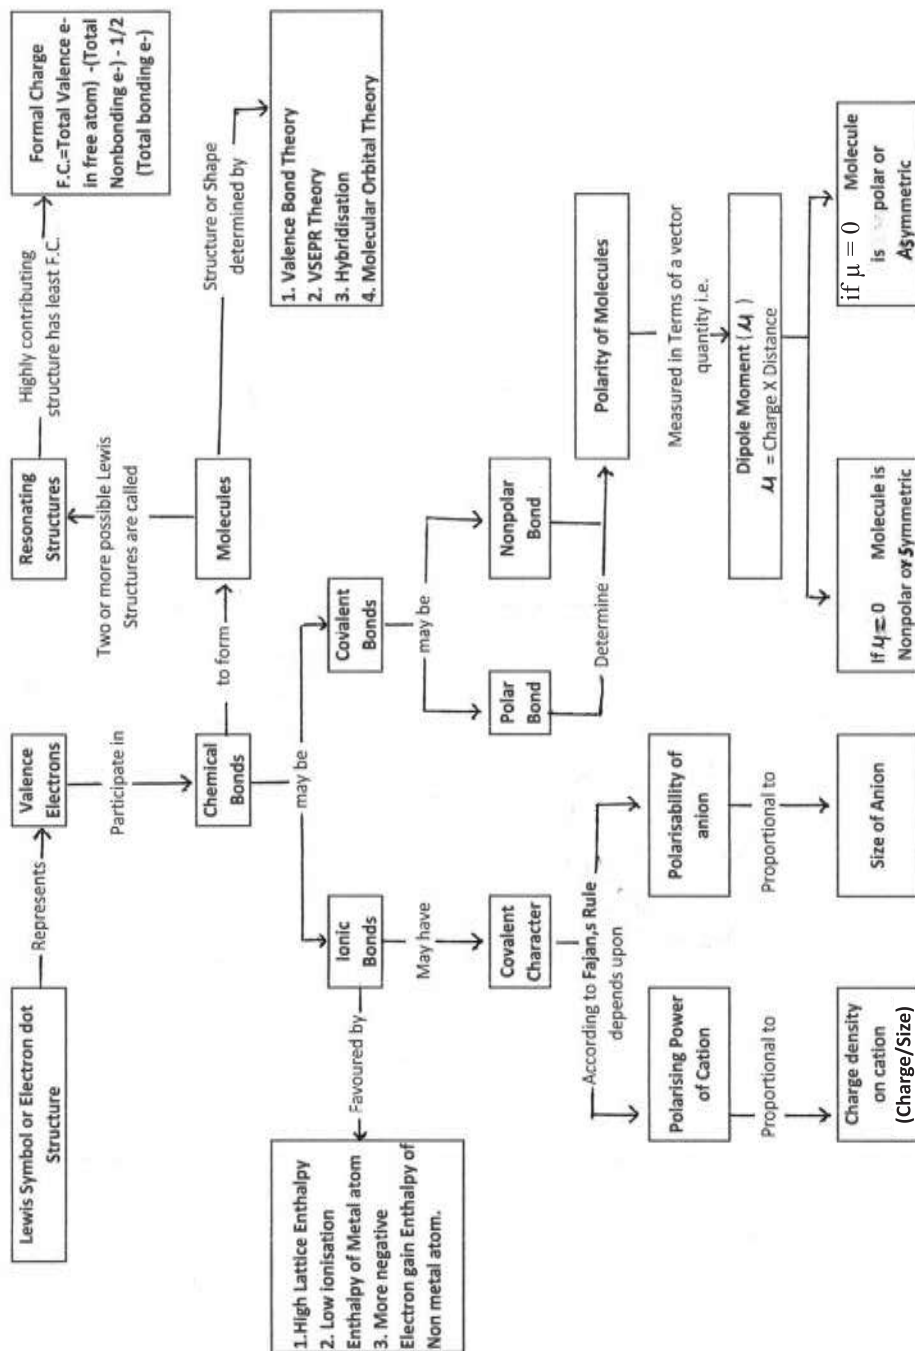 Lewis Symbol or Electron dot
Structure
Represents
Valence
Electrons
Participate in
Chemical
Bonds
to form
Molecules
Two or more possible Lewis
Structures are called
Resonating
Structures
Highly contributing
structure has least F.C.
Formal Charge
F.C.=Total Valence e-
in free atom) -(Total
Nonbonding e-) - 1/2
(Total bonding e-)
Structure or Shape
determined by
1. Valence Bond Theory
2. VSEPR Theory
3. Hybridisation
4. Molecular Orbital Theory
may be
Ionic
Bonds
Covalent
Bonds
Favoured by
1.High Lattice Enthalpy
2. Low ionisation
Enthalpy of Metal atom
3. More negative
Electron gain Enthalpy of
Non metal atom.
May have
Covalent
Character
According to Fajan,s Rule
depends upon
Polarising Power
of Cation
Proportional to
Charge density
on cation
(Charge/Size)
Polarisability of
anion
Proportional to
Size of Anion
may be
Polar
Bond
Nonpolar
Bond
Determine
Polarity of Molecules
Measured in Terms of a vector
quantity i.e.
Dipole Moment ( μ )
μ = Charge X Distance
If μ = 0 Molecule is
Nonpolar or Symmetric
if μ = 0 Molecule
is polar or
Asymmetric